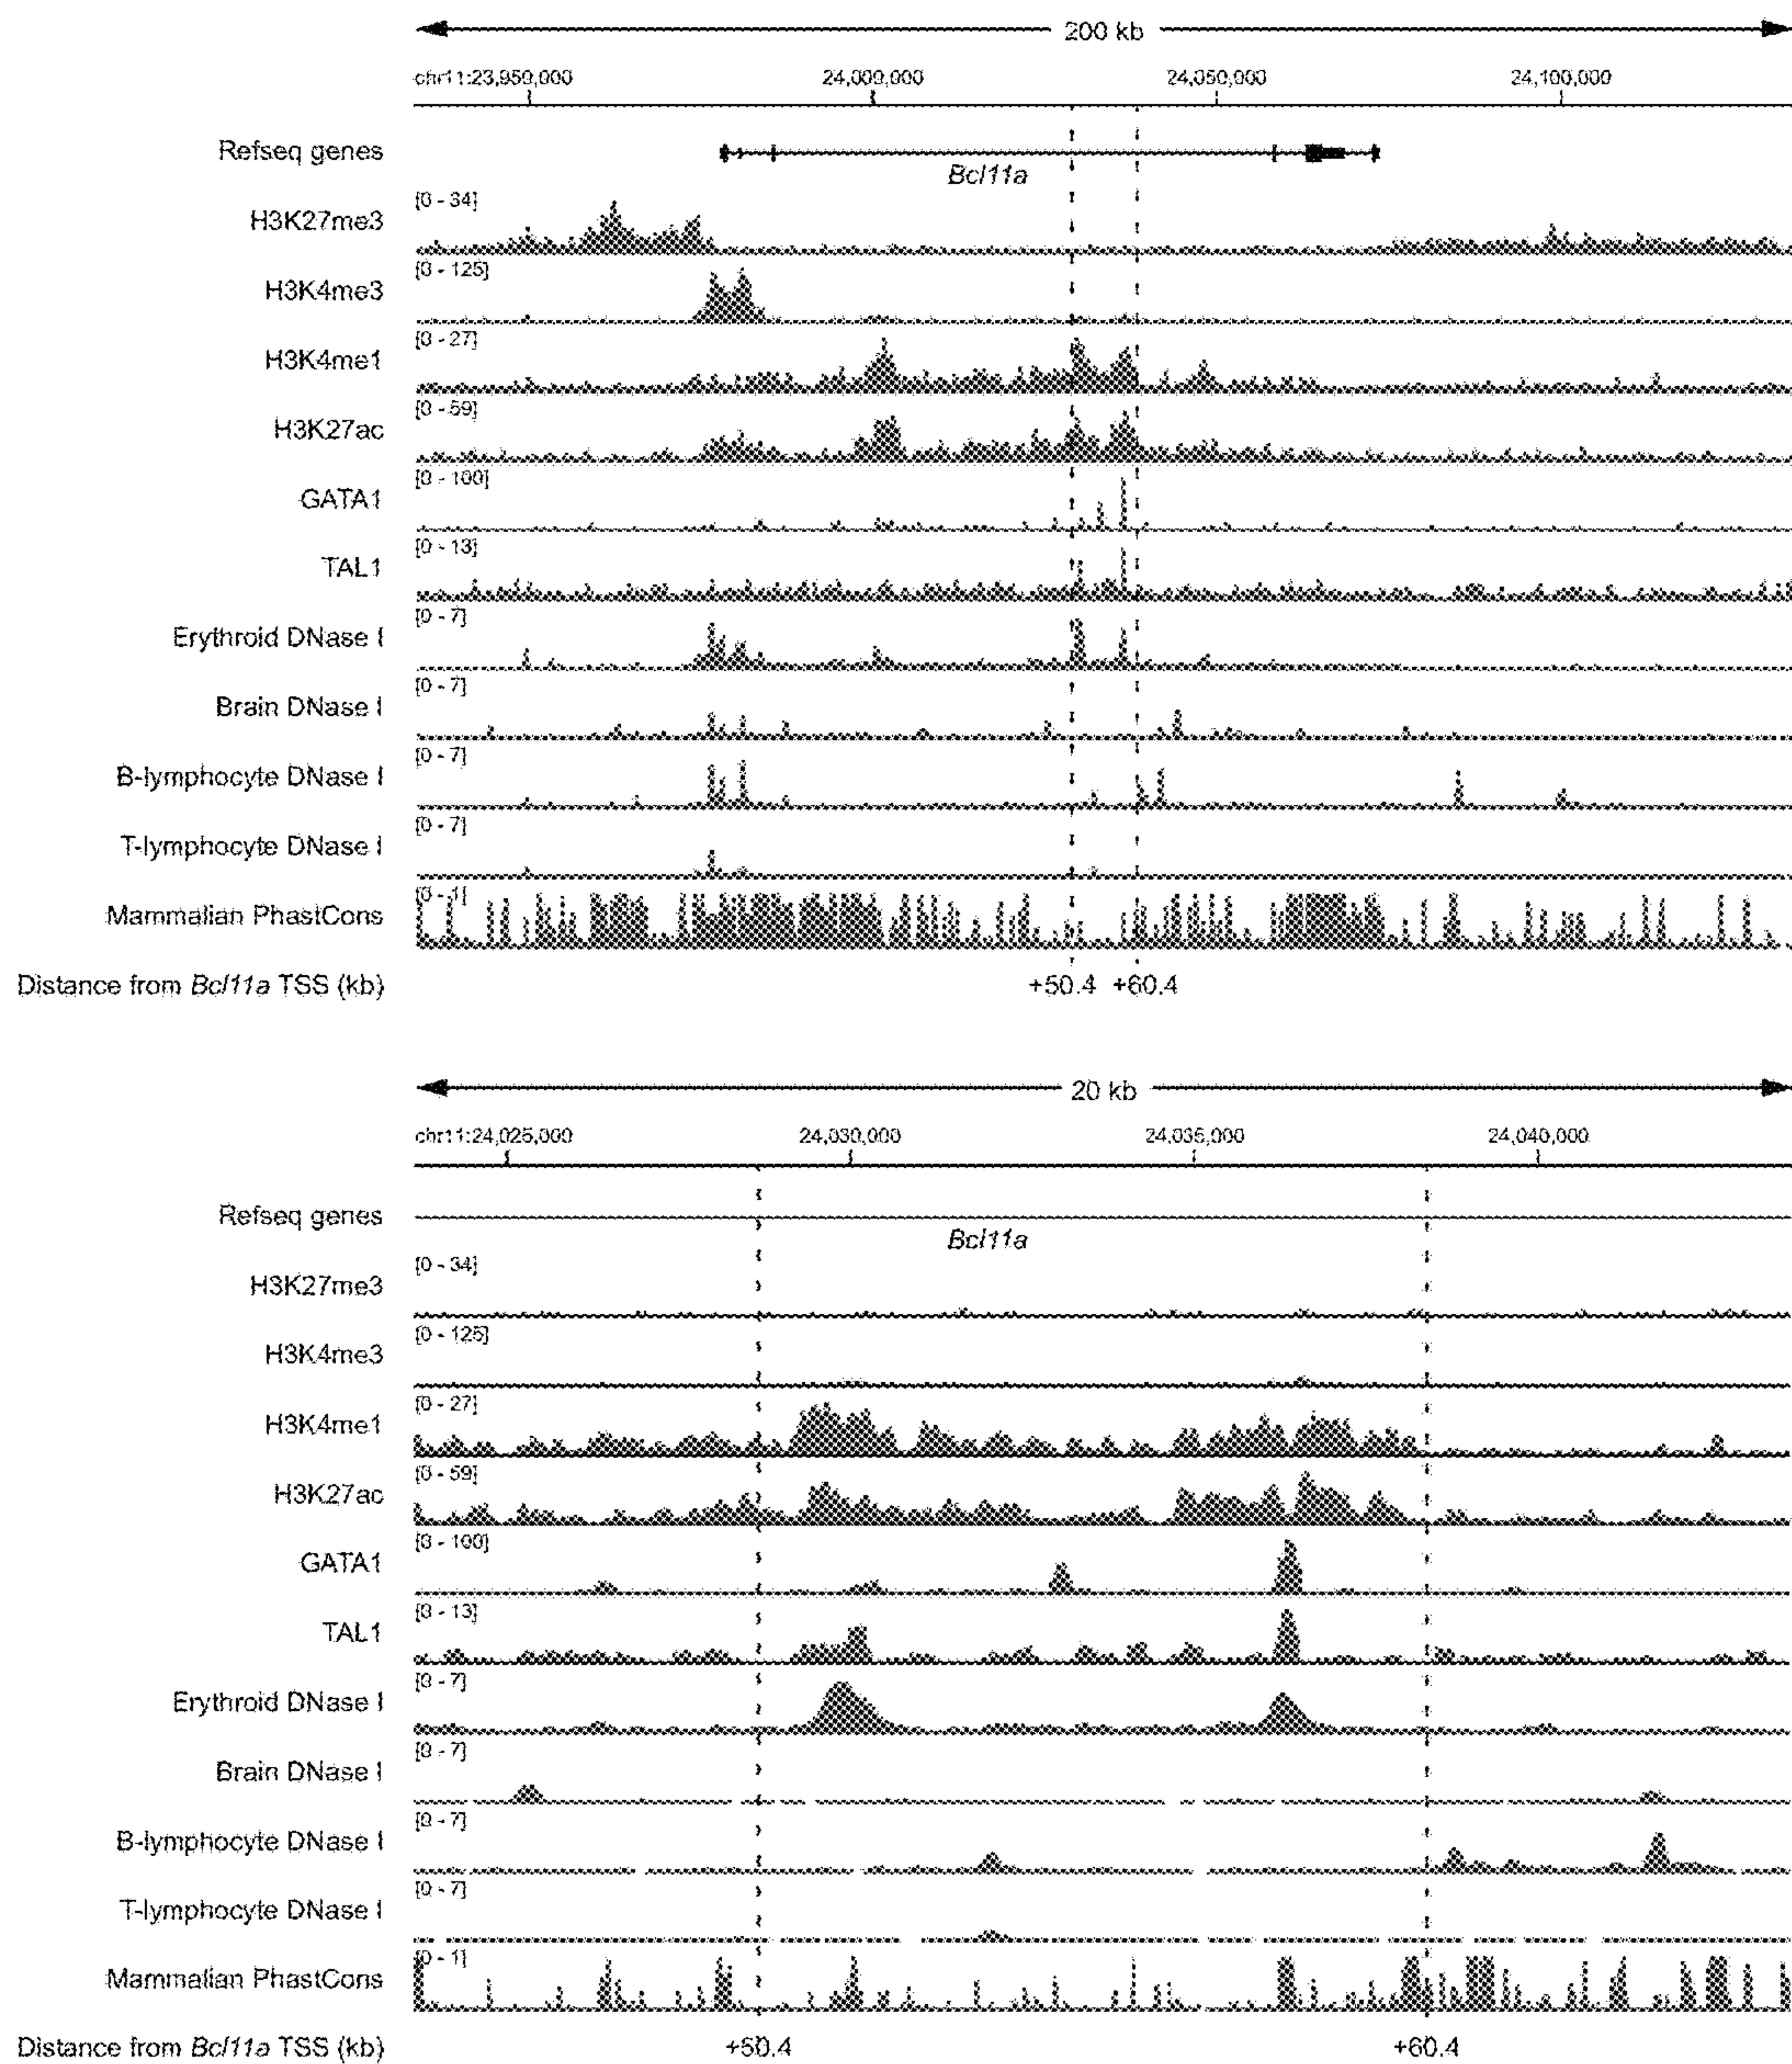 200 kb
chr11:23,950,000 24,000,000 24,050,000 24,100,000
Refseq genes
Bcl11a
H3K27me3 [0 - 34]
H3K4me3 [0 - 125]
H3K4me1 [0 - 27]
H3K27ac [0 - 59]
GATA1 [0 - 100]
TAL1 [0 - 13]
Erythroid DNase I [0 - 7]
Brain DNase I [0 - 7]
B-lymphocyte DNase I [0 - 7]
T-lymphocyte DNase I [0 - 7]
Mammalian PhastCons [0 - 1]
Distance from Bcl11a TSS (kb) +50.4 +60.4
20 kb
chr11:24,025,000 24,030,000 24,035,000 24,040,000
Refseq genes
Bcl11a
H3K27me3 [0 - 34]
H3K4me3 [0 - 125]
H3K4me1 [0 - 27]
H3K27ac [0 - 59]
GATA1 [0 - 100]
TAL1 [0 - 13]
Erythroid DNase I [0 - 7]
Brain DNase I [0 - 7]
B-lymphocyte DNase I [0 - 7]
T-lymphocyte DNase I [0 - 7]
Mammalian PhastCons [0 - 1]
Distance from Bcl11a TSS (kb) +50.4 +60.4